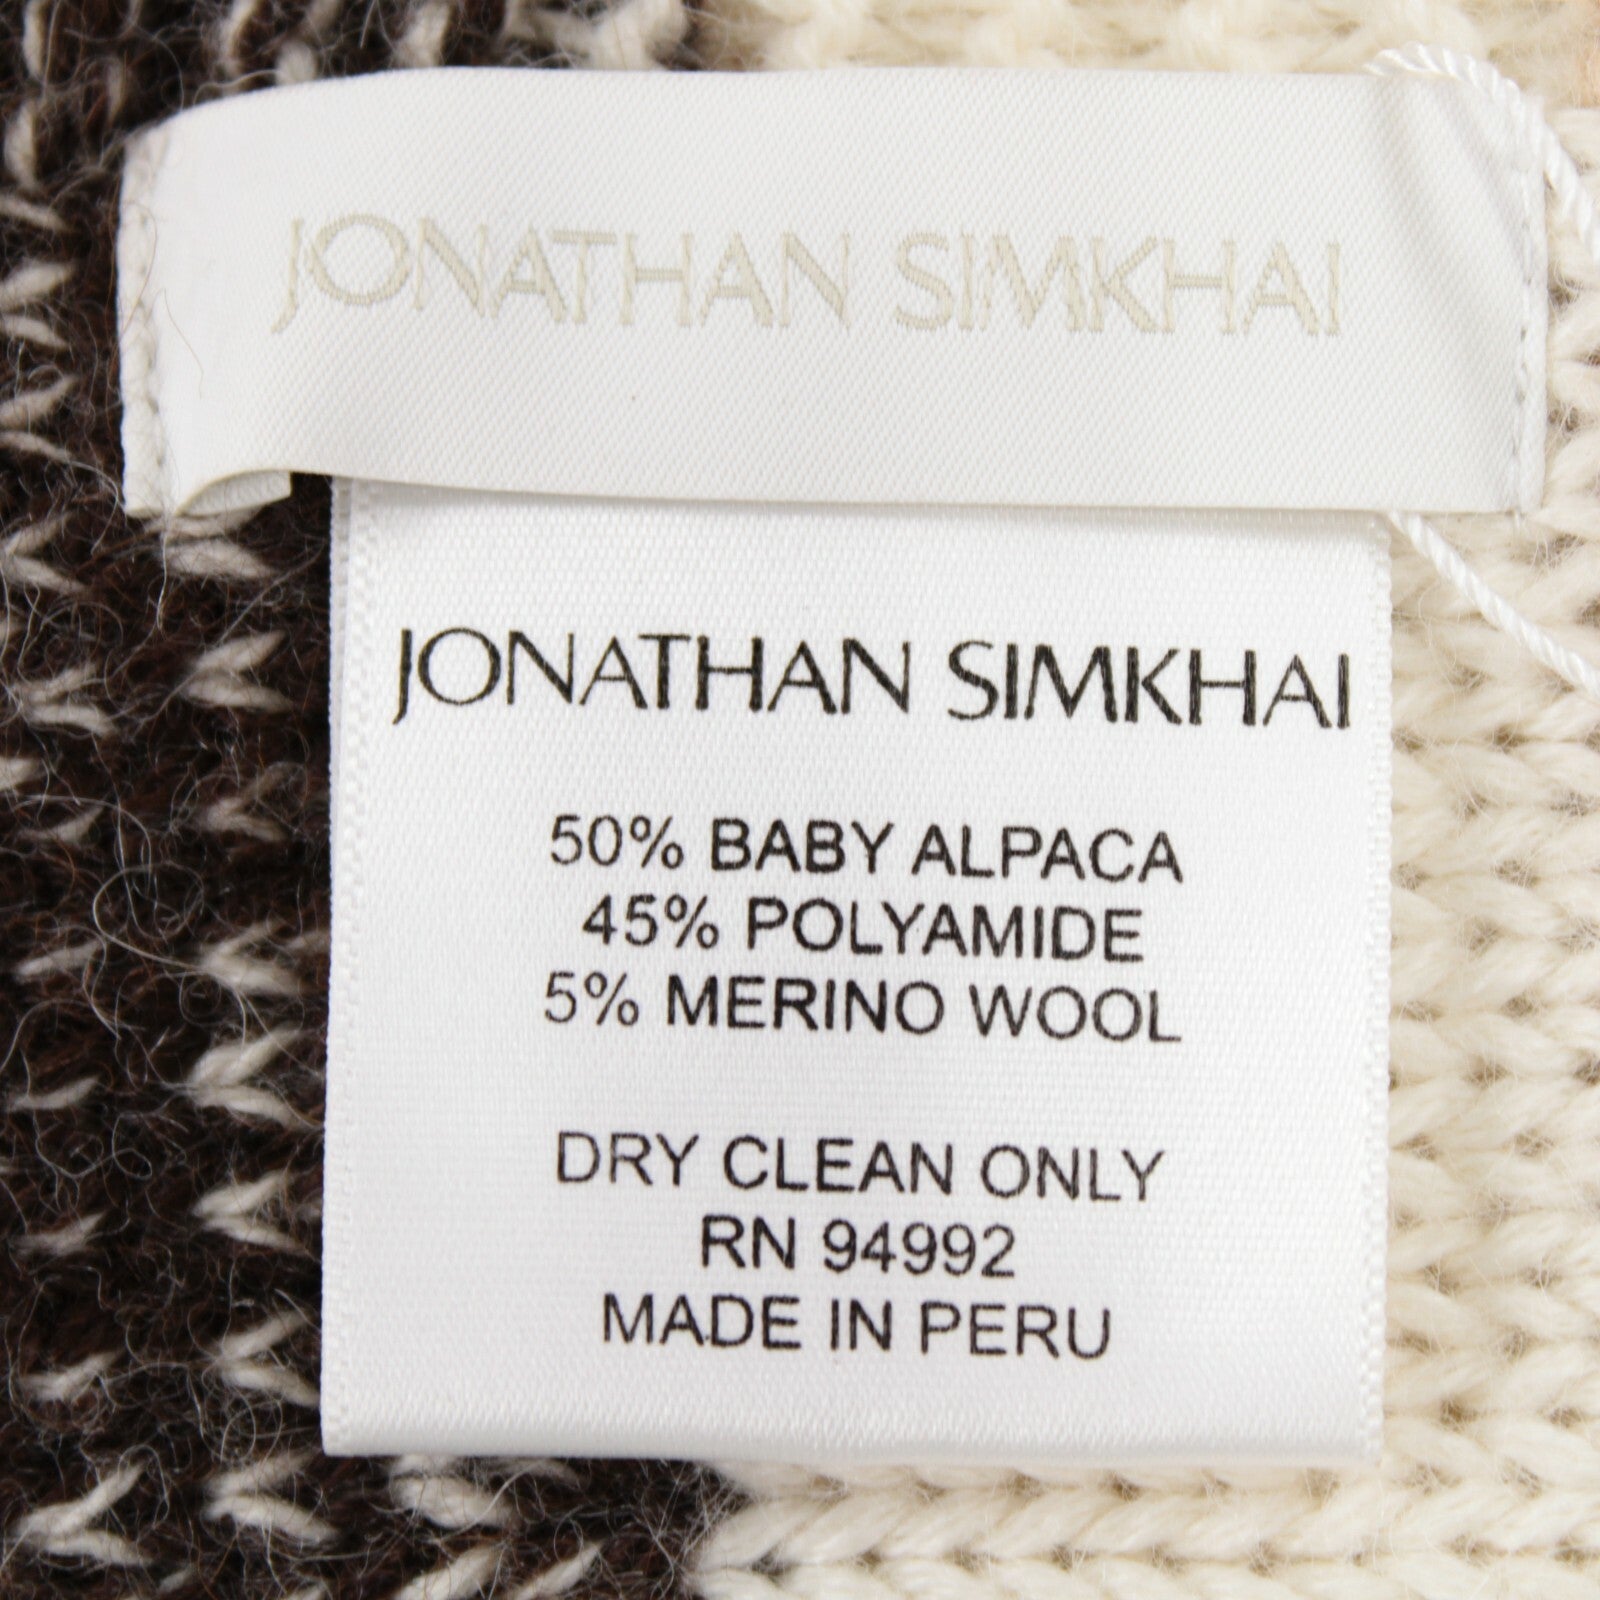 JONATHAN SIMKHAI
JONATHAN SIMKHAI
50% BABY ALPACA
45% POLYAMIDE
5% MERINO WOOL
DRY CLEAN ONLY
RN 94992
MADE IN PERU